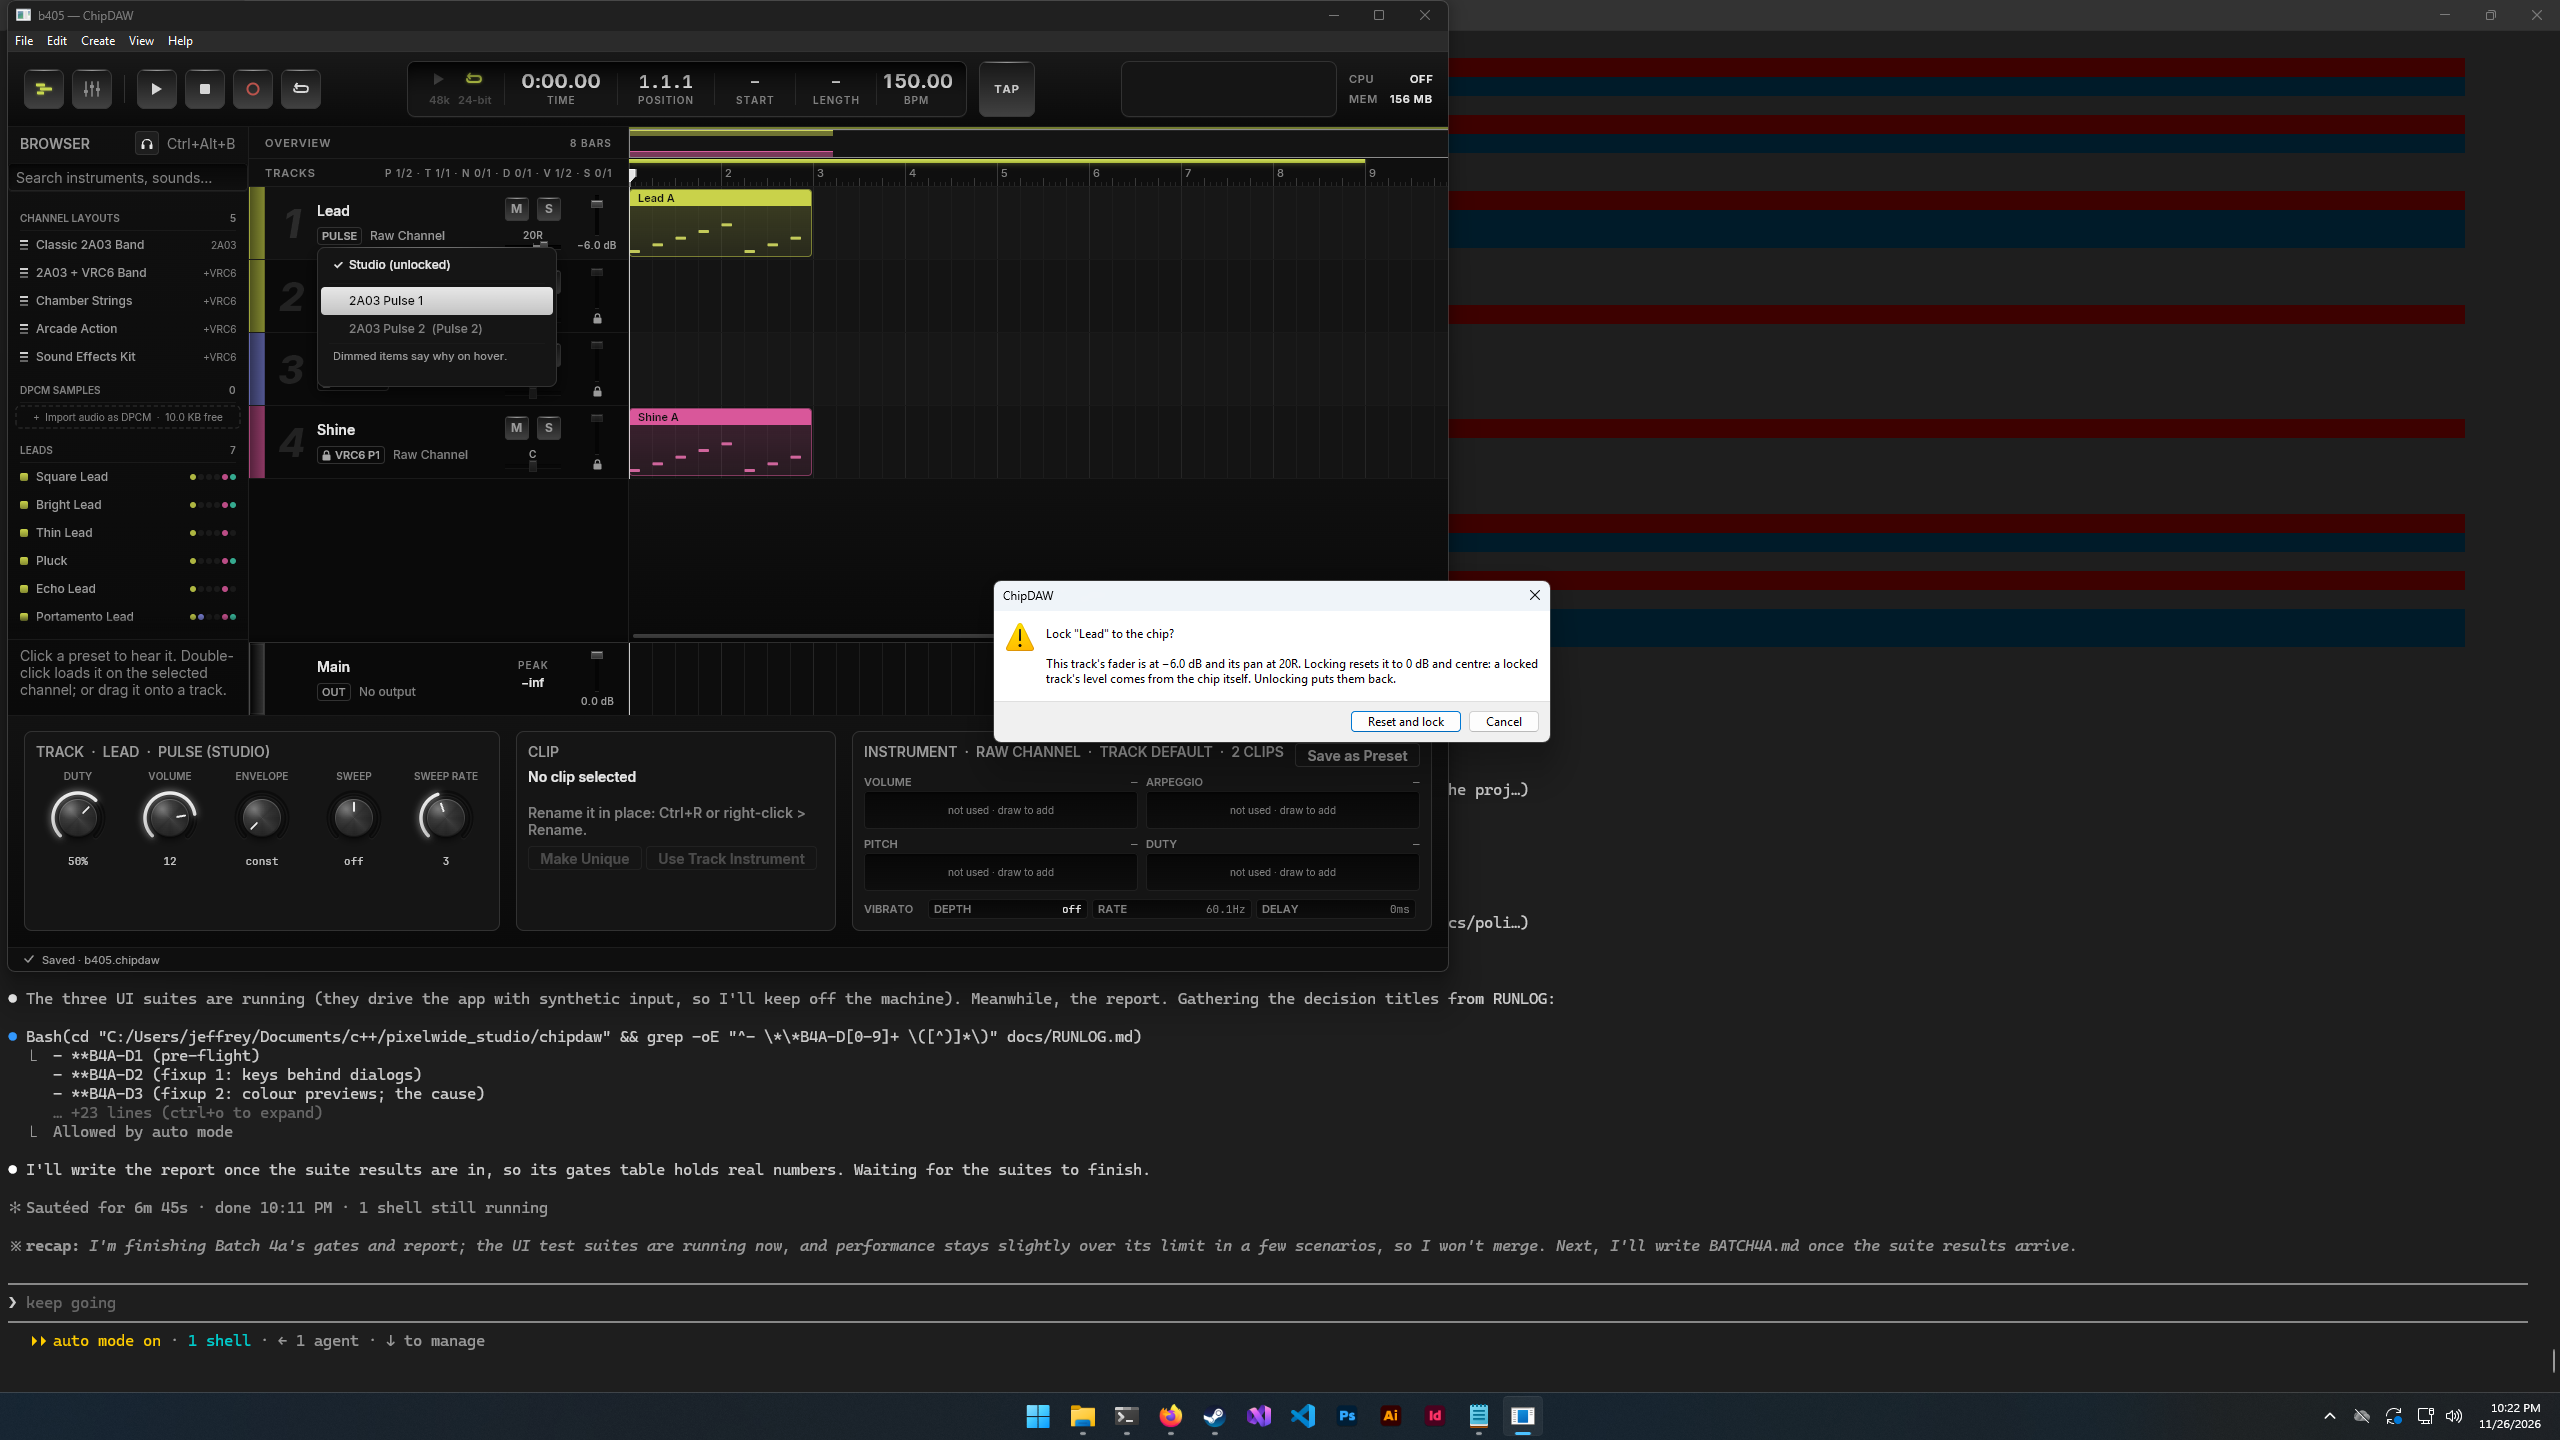 b405 — ChipDAW
File Edit Create View Help
48k 24-bit
0:00.00 1.1.1 – – 150.00
TIME POSITION START LENGTH BPM
TAP
CPU OFF
MEM 156 MB
BROWSER Ctrl+Alt+B
Search instruments, sounds...
CHANNEL LAYOUTS 5
Classic 2A03 Band 2A03
2A03 + VRC6 Band +VRC6
Chamber Strings +VRC6
Arcade Action +VRC6
Sound Effects Kit +VRC6
DPCM SAMPLES 0
+ Import audio as DPCM · 10.0 KB free
LEADS 7
Square Lead
Bright Lead
Thin Lead
Pluck
Echo Lead
Portamento Lead
Click a preset to hear it. Double-
click loads it on the selected
channel; or drag it onto a track.
OVERVIEW 8 BARS
TRACKS P 1/2 · T 1/1 · N 0/1 · D 0/1 · V 1/2 · S 0/1
2 3 4 5 6 7 8 9
1 Lead M S
PULSE Raw Channel 20R −6.0 dB
Lead A
✓ Studio (unlocked)
2A03 Pulse 1
2A03 Pulse 2 (Pulse 2)
Dimmed items say why on hover.
2
3
4 Shine M S
VRC6 P1 Raw Channel C
Shine A
Main PEAK
OUT No output −inf 0.0 dB
ChipDAW
Lock "Lead" to the chip?
This track's fader is at −6.0 dB and its pan at 20R. Locking resets it to 0 dB and centre: a locked
track's level comes from the chip itself. Unlocking puts them back.
Reset and lock Cancel
TRACK · LEAD · PULSE (STUDIO)
DUTY VOLUME ENVELOPE SWEEP SWEEP RATE
50% 12 const off 3
CLIP
No clip selected
Rename it in place: Ctrl+R or right-click >
Rename.
Make Unique Use Track Instrument
INSTRUMENT · RAW CHANNEL · TRACK DEFAULT · 2 CLIPS Save as Preset
VOLUME – ARPEGGIO –
not used · draw to add not used · draw to add
PITCH – DUTY –
not used · draw to add not used · draw to add
VIBRATO DEPTH off RATE 60.1Hz DELAY 0ms
✓ Saved · b405.chipdaw
he proj…)
cs/poli…)
● The three UI suites are running (they drive the app with synthetic input, so I'll keep off the machine). Meanwhile, the report. Gathering the decision titles from RUNLOG:
● Bash(cd "C:/Users/jeffrey/Documents/c++/pixelwide_studio/chipdaw" && grep -oE "^- \*\*B4A-D[0-9]+ \([^)]*\)" docs/RUNLOG.md)
⎿ - **B4A-D1 (pre-flight)
- **B4A-D2 (fixup 1: keys behind dialogs)
- **B4A-D3 (fixup 2: colour previews; the cause)
… +23 lines (ctrl+o to expand)
⎿ Allowed by auto mode
● I'll write the report once the suite results are in, so its gates table holds real numbers. Waiting for the suites to finish.
✻ Sautéed for 6m 45s · done 10:11 PM · 1 shell still running
※ recap: I'm finishing Batch 4a's gates and report; the UI test suites are running now, and performance stays slightly over its limit in a few scenarios, so I won't merge. Next, I'll write BATCH4A.md once the suite results arrive.
❯ keep going
⏵⏵ auto mode on · 1 shell · ← 1 agent · ↓ to manage
Ps Ai Id
10:22 PM
11/26/2026